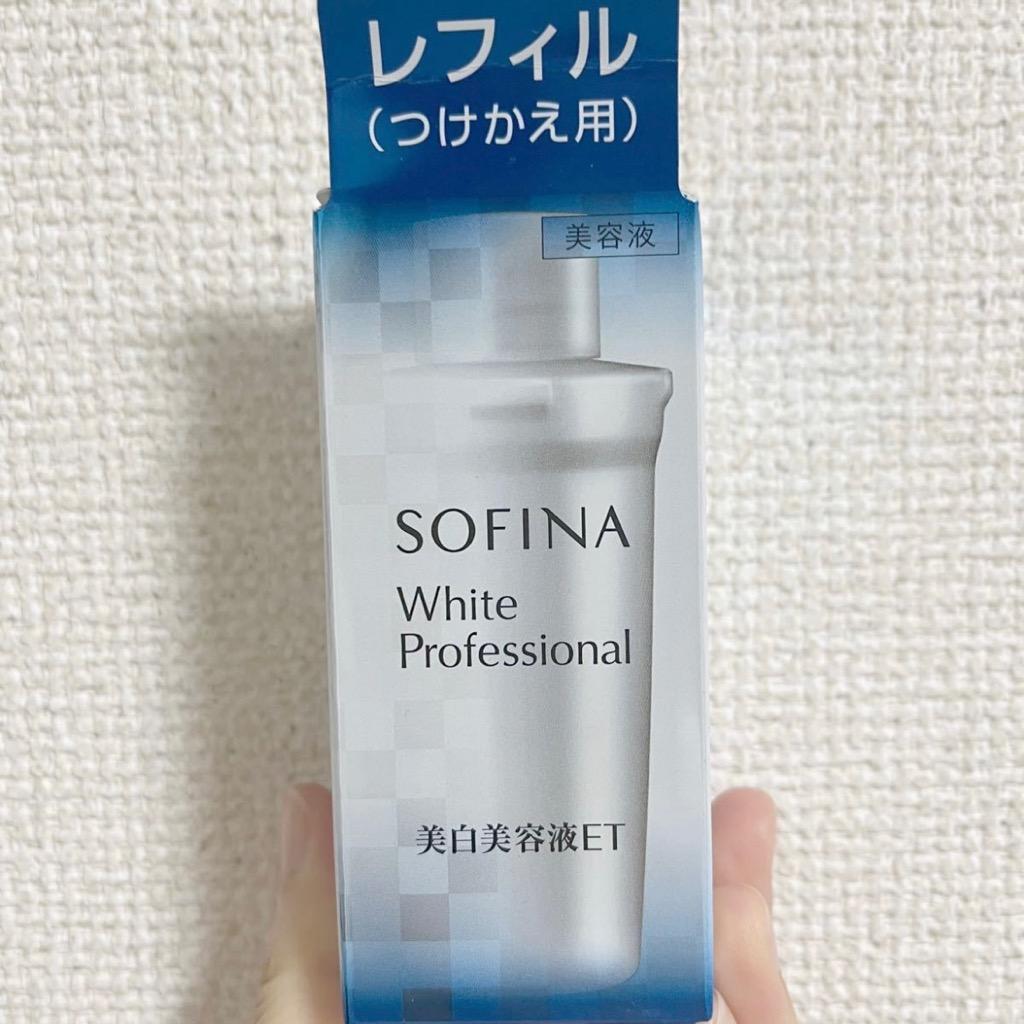 レフィル
(つけかえ用)
美容液
SOFINA
White
Professional
美白美容液ET